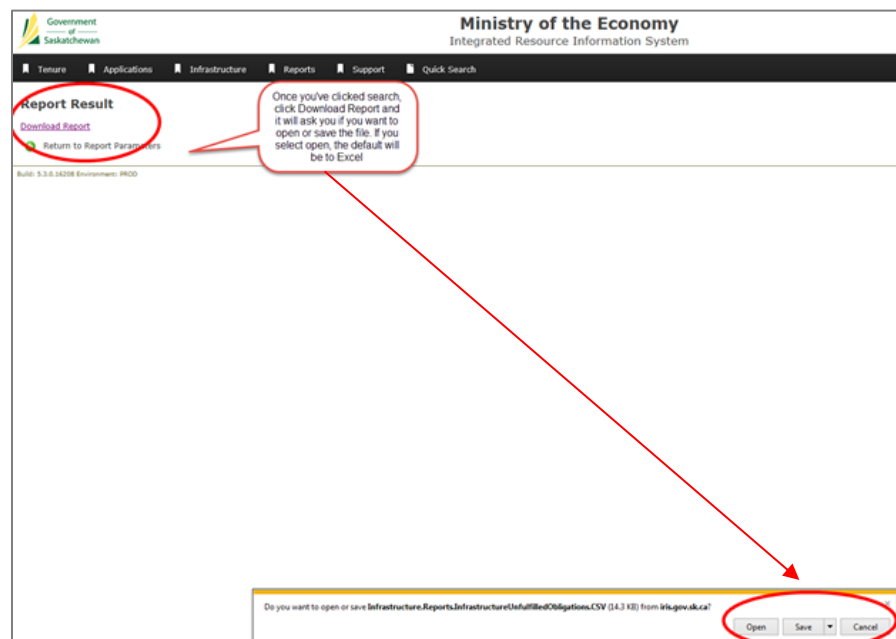 Government
of
Saskatchewan
Ministry of the Economy
Integrated Resource Information System
Tenure Applications Infrastructure Reports Support Quick Search
Report Result
Download Report
Return to Report Parameters
Once you've clicked search,
click Download Report and
it will ask you if you want to
open or save the file. If you
select open, the default will
be to Excel
Build: 5.3.0.16208 Environment: PROD
Do you want to open or save Infrastructure.Reports.InfrastructureUnfulfilledObligations.CSV (14.3 KB) from iris.gov.sk.ca?
Open Save Cancel